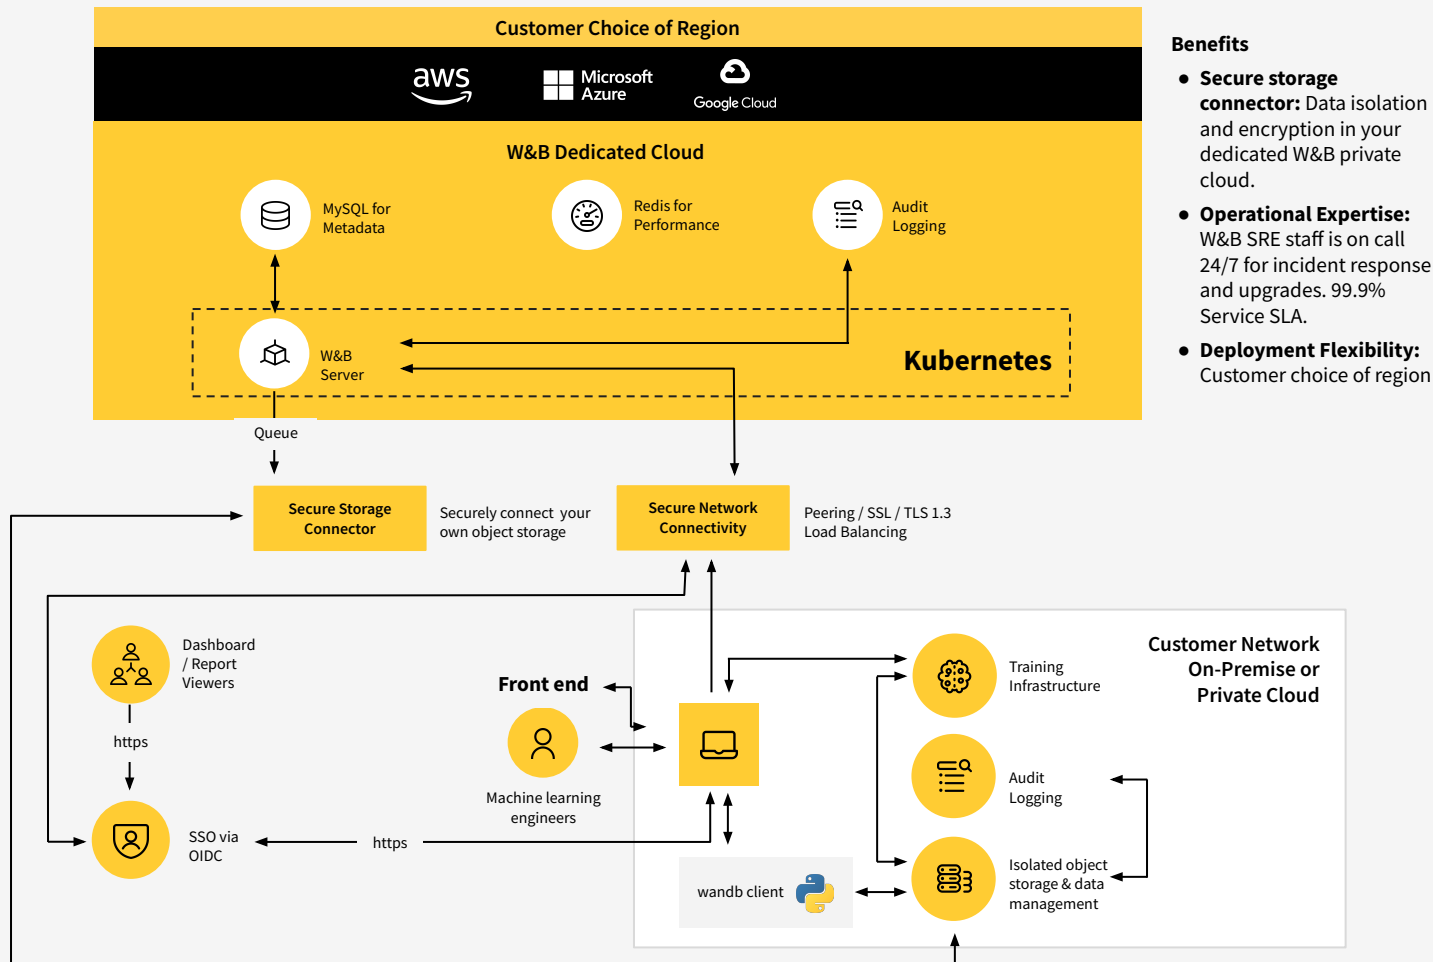 Customer Choice of Region
aws
Microsoft
Azure
Google Cloud
W&B Dedicated Cloud
MySQL for
Metadata
Redis for
Performance
Audit
Logging
W&B
Server
Kubernetes
Queue
Secure Storage
Connector
Securely connect your
own object storage
Secure Network
Connectivity
Peering / SSL / TLS 1.3
Load Balancing
Benefits
● Secure storage
connector: Data isolation
and encryption in your
dedicated W&B private
cloud.
● Operational Expertise:
W&B SRE staff is on call
24/7 for incident response
and upgrades. 99.9%
Service SLA.
● Deployment Flexibility:
Customer choice of region
Dashboard
/ Report
Viewers
https
SSO via
OIDC
https
Front end
Machine learning
engineers
wandb client
Customer Network
On-Premise or
Private Cloud
Training
Infrastructure
Audit
Logging
Isolated object
storage & data
management